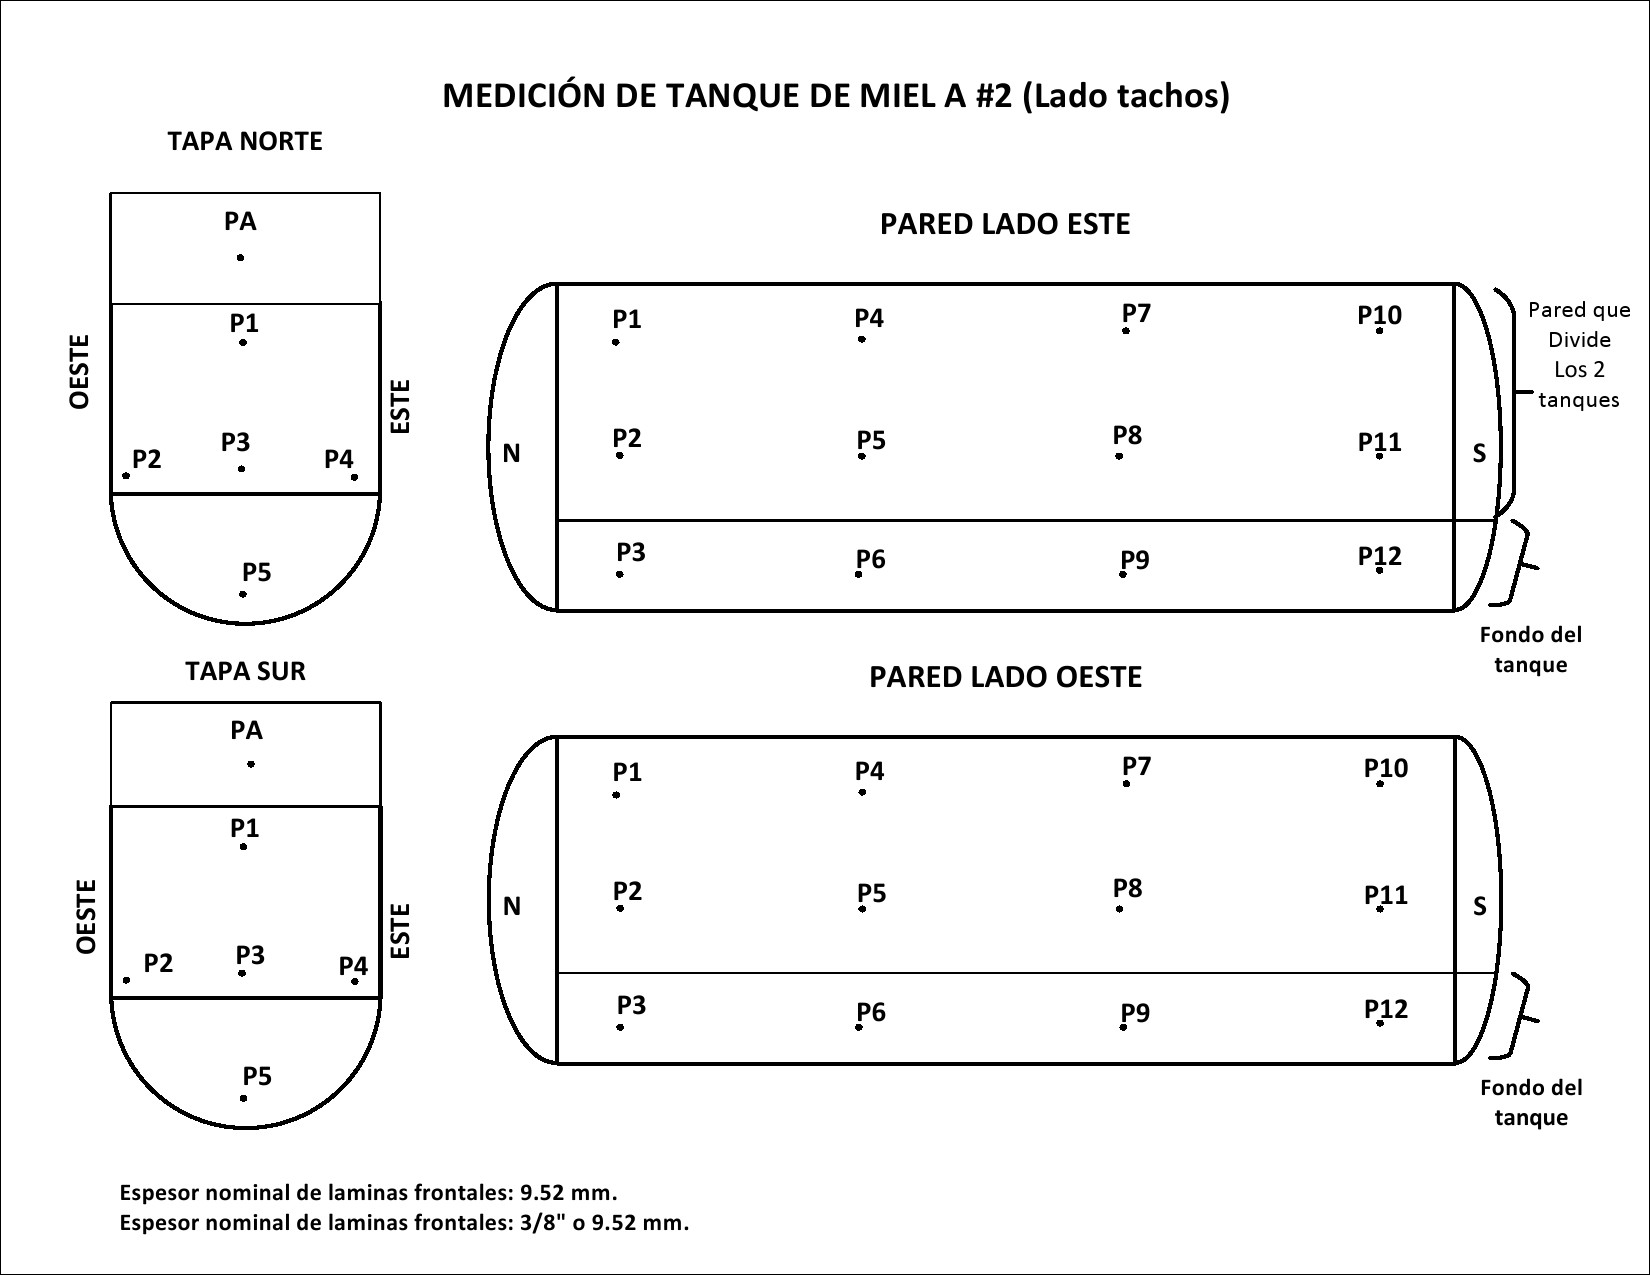 MEDICIÓN DE TANQUE DE MIEL A #2 (Lado tachos)
TAPA NORTE
PA
P1
P3
P2
P4
P5
OESTE
ESTE
PARED LADO ESTE
P1
P4
P7
P10
P2
P5
P8
P11
N
S
P3
P6
P9
P12
Pared que
Divide
Los 2
tanques
Fondo del
tanque
TAPA SUR
PA
P1
P2
P3
P4
P5
OESTE
ESTE
PARED LADO OESTE
P1
P4
P7
P10
P2
P5
P8
P11
N
S
P3
P6
P9
P12
Fondo del
tanque
Espesor nominal de laminas frontales: 9.52 mm.
Espesor nominal de laminas frontales: 3/8" o 9.52 mm.